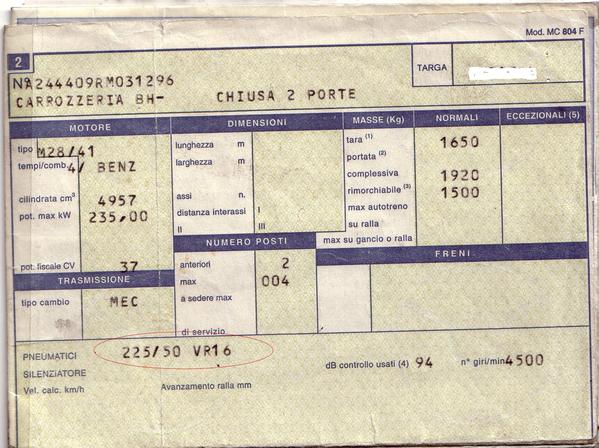 Mod. MC 804 F
2
TARGA
NA244409RM031296
CARROZZERIA BH- CHIUSA 2 PORTE
MOTORE
tipo M28/41
tempi/comb. 4/ BENZ
cilindrata cm³ 4957
pot. max kW 235,00
pot. fiscale CV 37
TRASMISSIONE
tipo cambio MEC
DIMENSIONI
lunghezza m
larghezza m
assi n.
distanza interassi I
II III
NUMERO POSTI
anteriori 2
max 004
a sedere max
di servizio
MASSE (Kg) NORMALI ECCEZIONALI (5)
tara (1) 1650
portata (2)
complessiva 1920
rimorchiabile (3) 1500
max autotreno
su ralla
max su gancio o ralla
FRENI
PNEUMATICI 225/50 VR16
SILENZIATORE dB controllo usati (4) 94 n° giri/min 4500
Vel. calc. km/h Avanzamento ralla mm